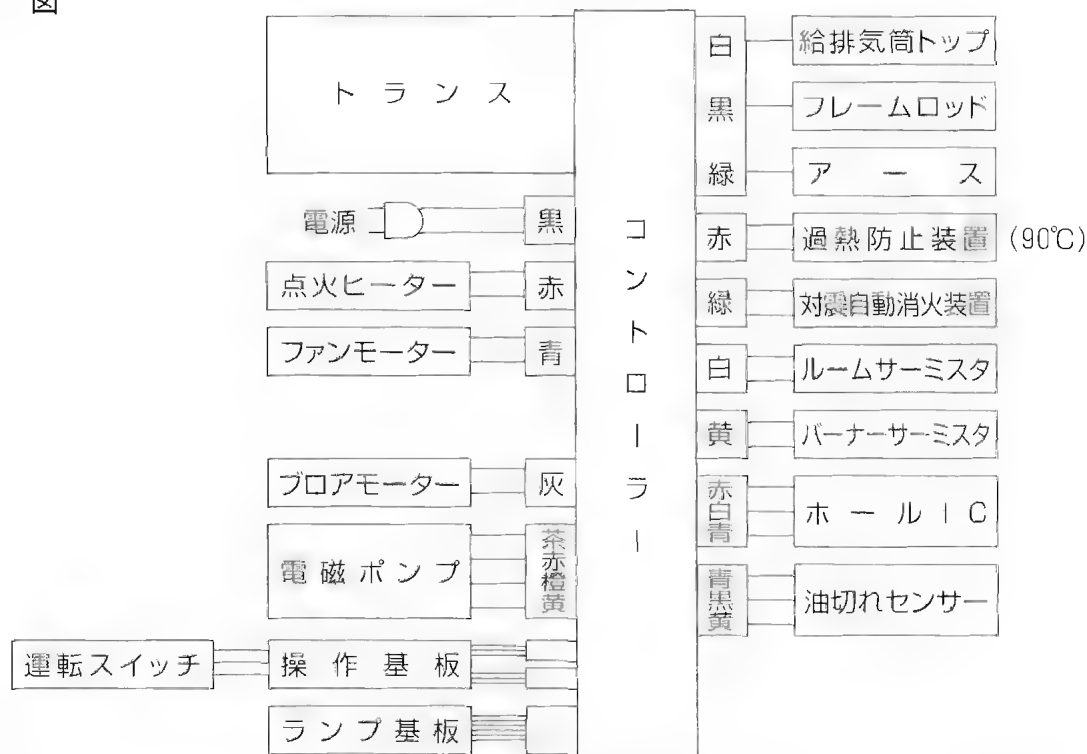 図
トランス
電源
黒
点火ヒーター
赤
ファンモーター
青
ブロアモーター
灰
電磁ポンプ
茶
赤
橙
黄
運転スイッチ
操作基板
ランプ基板
コントローラー
白
給排気筒トップ
黒
フレームロッド
緑
アース
赤
過熱防止装置 (90℃)
緑
対震自動消火装置
白
ルームサーミスタ
黄
バーナーサーミスタ
赤
白
青
ホールIC
青
黒
黄
油切れセンサー